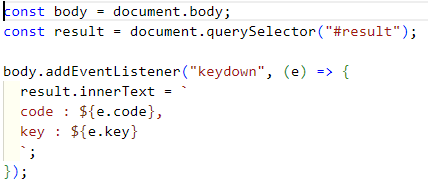 const body = document.body;
const result = document.querySelector("#result");
body.addEventListener("keydown", (e) => {
result.innerText = `
code : ${e.code},
key : ${e.key}
`;
});